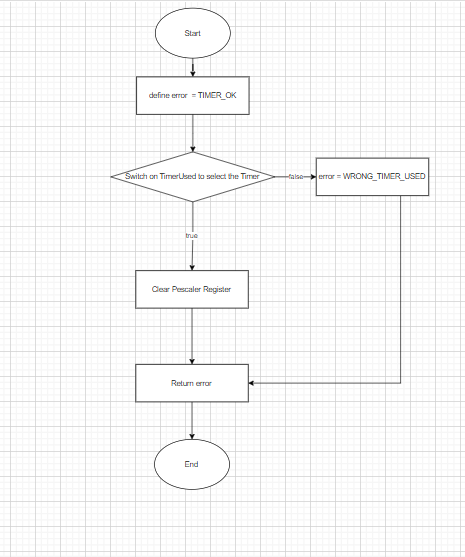 Start
define error = TIMER_OK
Switch on TimerUsed to select the Timer
false
error = WRONG_TIMER_USED
true
Clear Pescaler Register
Return error
End